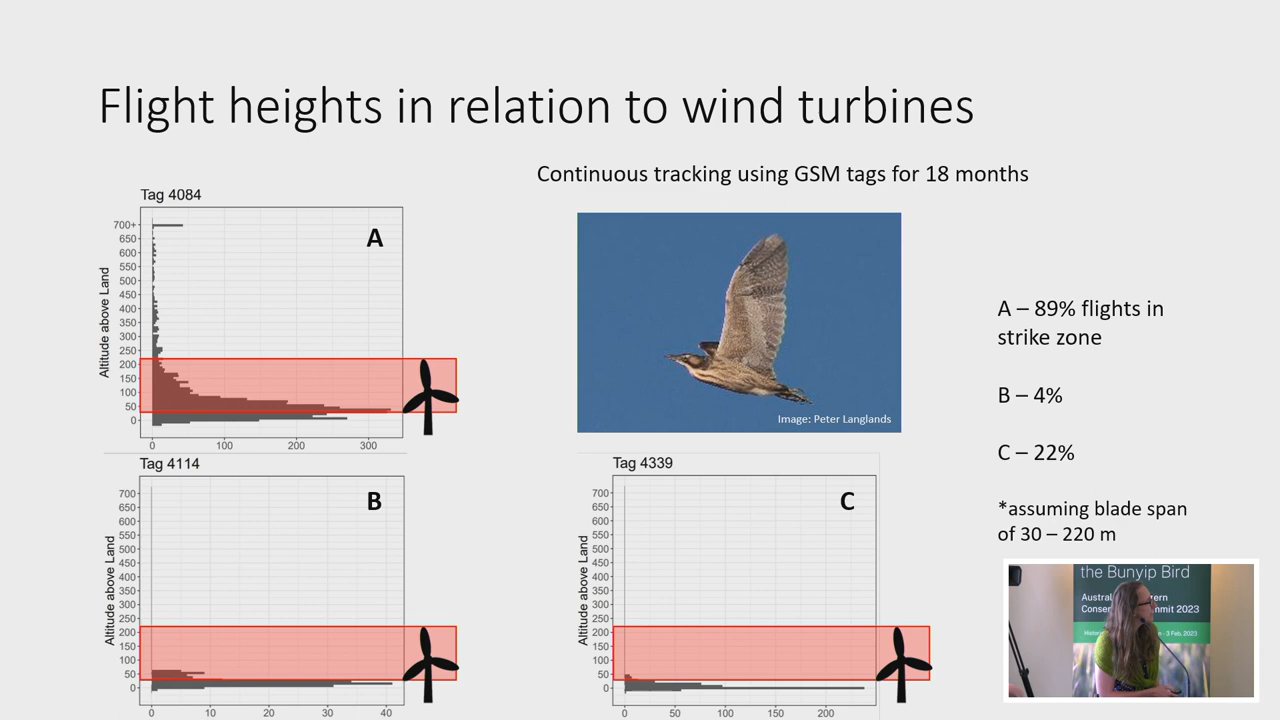 Flight heights in relation to wind turbines
Continuous tracking using GSM tags for 18 months
Tag 4084
A
Altitude above Land
700+
650
600
550
500
450
400
350
300
250
200
150
100
50
0
0 100 200 300
Image: Peter Langlands
Tag 4114
B
Altitude above Land
700
650
600
550
500
450
400
350
300
250
200
150
100
50
0
0 10 20 30 40
Tag 4339
C
Altitude above Land
700
650
600
550
500
450
400
350
300
250
200
150
100
50
0
0 50 100 150 200
A – 89% flights in
strike zone
B – 4%
C – 22%
*assuming blade span
of 30 – 220 m
the Bunyip Bird
3 Feb, 2023